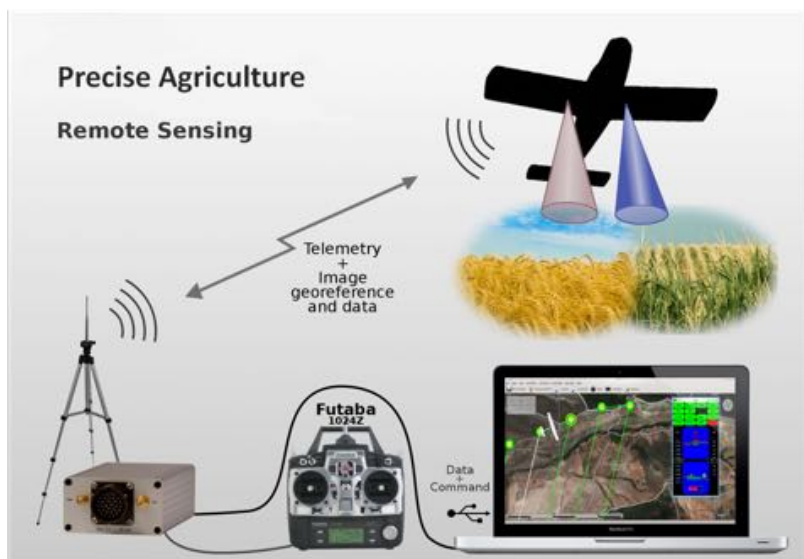 Precise Agriculture
Remote Sensing
Telemetry
+
Image
georeference
and data
Futaba
1024Z
Data
+
Command